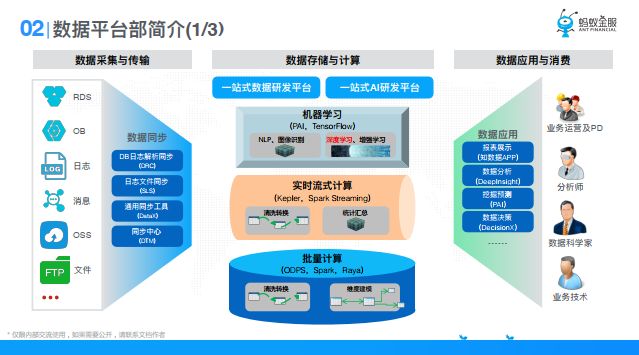 02|数据平台部简介(1/3)
蚂蚁金服
ANT FINANCIAL
数据采集与传输
数据存储与计算
数据应用与消费
RDS
OB
日志
LOG
消息
OSS
FTP
文件
数据同步
DB日志解析同步
(DRC)
日志文件同步
(SLS)
通用同步工具
(DataX)
同步中心
(DTM)
一站式数据研发平台
一站式AI研发平台
机器学习
(PAI，TensorFlow)
NLP、图像识别
深度学习、增强学习
实时流式计算
(Kepler，Spark Streaming)
清洗转换
统计汇总
批量计算
(ODPS，Spark，Raya)
清洗转换
维度建模
数据应用
报表展示
(知数据APP)
数据分析
(DeepInsight)
挖掘预测
(PAI)
数据决策
(DecisionX)
......
业务运营及PD
分析师
数据科学家
业务技术
* 仅限内部交流使用，如果需要公开，请联系文档作者